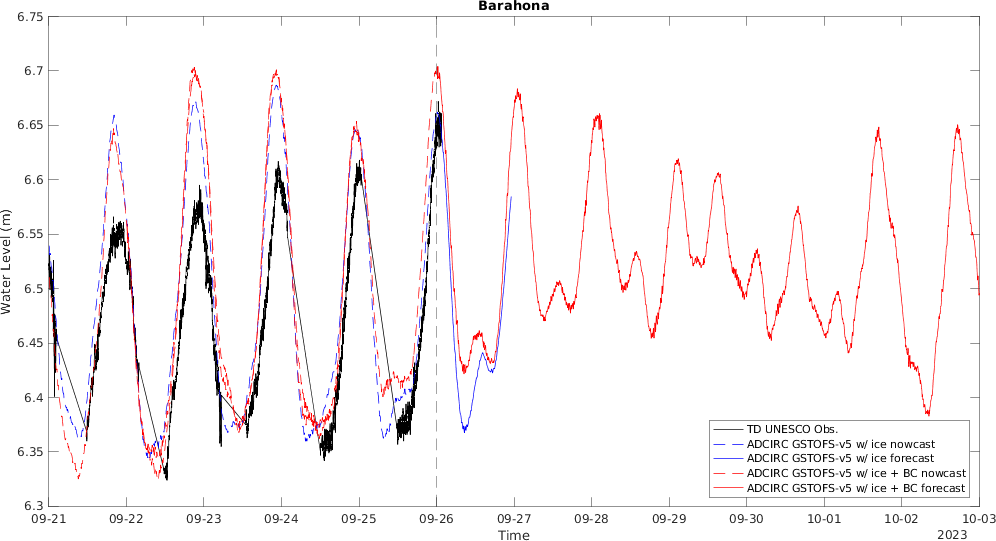 Barahona
6.75
6.7
6.65
6.6
6.55
6.5
6.45
6.4
6.35
6.3
Water Level (m)
09-21 09-22 09-23 09-24 09-25 09-26 09-27 09-28 09-29 09-30 10-01 10-02 10-03
Time
2023
TD UNESCO Obs.
ADCIRC GSTOFS-v5 w/ ice nowcast
ADCIRC GSTOFS-v5 w/ ice forecast
ADCIRC GSTOFS-v5 w/ ice + BC nowcast
ADCIRC GSTOFS-v5 w/ ice + BC forecast